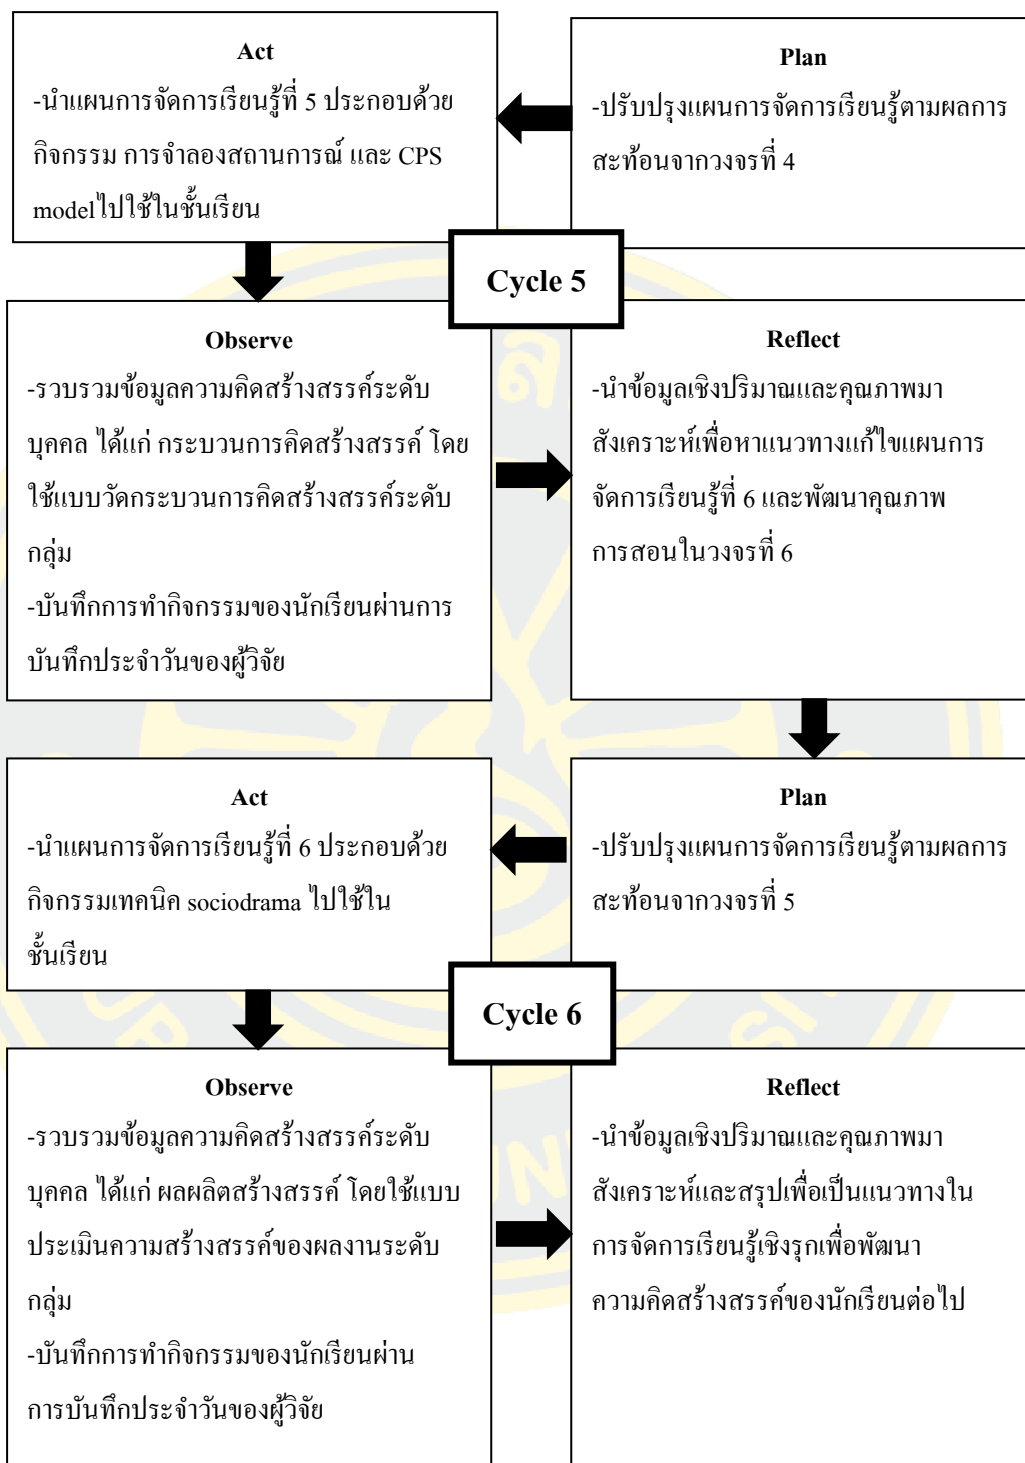 Act
-นำแผนการจัดการเรียนรู้ที่ 5 ประกอบด้วย
กิจกรรม การจำลองสถานการณ์ และ CPS
modelไปใช้ในชั้นเรียน
Plan
-ปรับปรุงแผนการจัดการเรียนรู้ตามผลการ
สะท้อนจากวงจรที่ 4
Cycle 5
Observe
-รวบรวมข้อมูลความคิดสร้างสรรค์ระดับ
บุคคล ได้แก่ กระบวนการคิดสร้างสรรค์ โดย
ใช้แบบวัดกระบวนการคิดสร้างสรรค์ระดับ
กลุ่ม
-บันทึกการทำกิจกรรมของนักเรียนผ่านการ
บันทึกประจำวันของผู้วิจัย
Reflect
-นำข้อมูลเชิงปริมาณและคุณภาพมา
สังเคราะห์เพื่อหาแนวทางแก้ไขแผนการ
จัดการเรียนรู้ที่ 6 และพัฒนาคุณภาพ
การสอนในวงจรที่ 6
Act
-นำแผนการจัดการเรียนรู้ที่ 6 ประกอบด้วย
กิจกรรมเทคนิค sociodrama ไปใช้ใน
ชั้นเรียน
Plan
-ปรับปรุงแผนการจัดการเรียนรู้ตามผลการ
สะท้อนจากวงจรที่ 5
Cycle 6
Observe
-รวบรวมข้อมูลความคิดสร้างสรรค์ระดับ
บุคคล ได้แก่ ผลผลิตสร้างสรรค์ โดยใช้แบบ
ประเมินความสร้างสรรค์ของผลงานระดับ
กลุ่ม
-บันทึกการทำกิจกรรมของนักเรียนผ่าน
การบันทึกประจำวันของผู้วิจัย
Reflect
-นำข้อมูลเชิงปริมาณและคุณภาพมา
สังเคราะห์และสรุปเพื่อเป็นแนวทางใน
การจัดการเรียนรู้เชิงรุกเพื่อพัฒนา
ความคิดสร้างสรรค์ของนักเรียนต่อไป